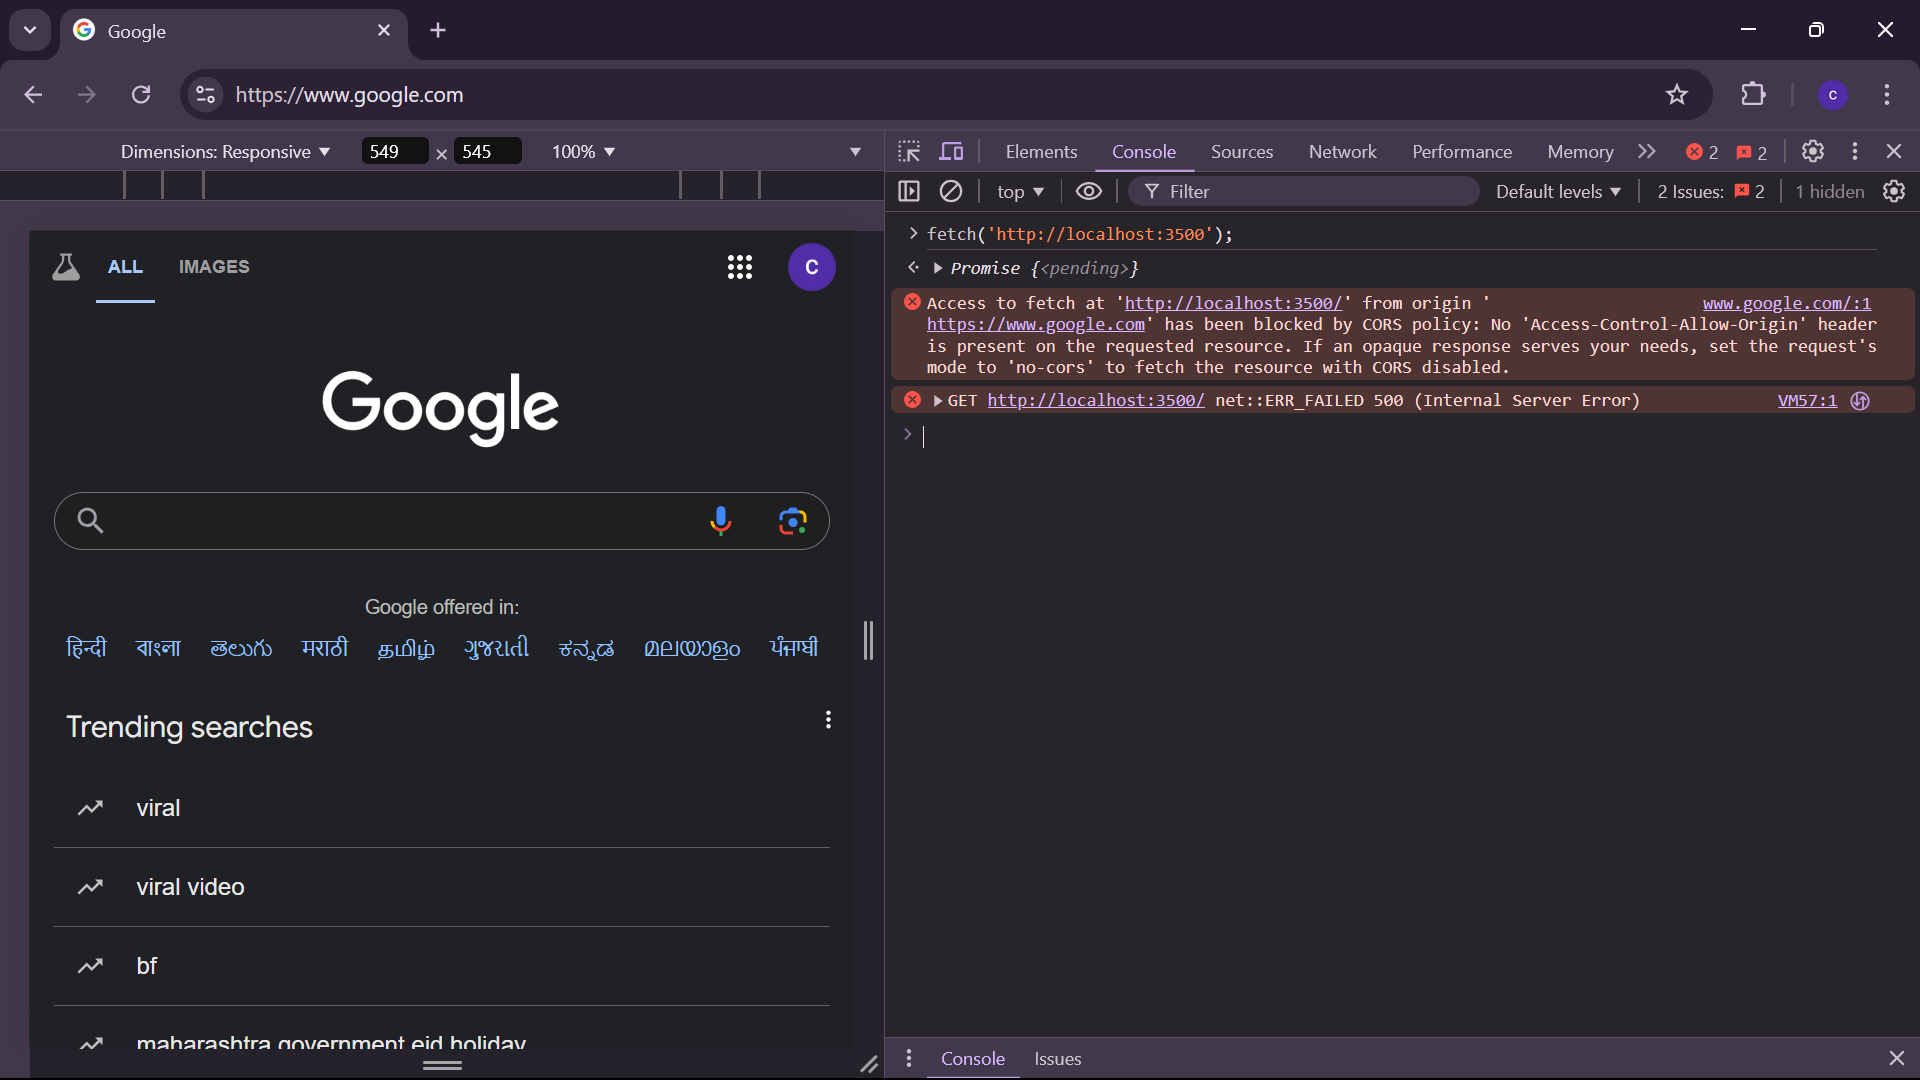 Google
https://www.google.com
Dimensions: Responsive 549 × 545 100%
Elements Console Sources Network Performance Memory 2 2
top Filter Default levels 2 Issues: 2 1 hidden
ALL IMAGES C
Google
Google offered in:
हिन्दी বাংলা తెలుగు मराठी தமிழ் ગુજરાતી ಕನ್ನಡ മലയാളം ਪੰਜਾਬੀ
Trending searches
viral
viral video
bf
maharashtra government eid holiday
C
fetch('http://localhost:3500');
Promise {<pending>}
Access to fetch at 'http://localhost:3500/' from origin ' www.google.com/:1
https://www.google.com' has been blocked by CORS policy: No 'Access-Control-Allow-Origin' header
is present on the requested resource. If an opaque response serves your needs, set the request's
mode to 'no-cors' to fetch the resource with CORS disabled.
GET http://localhost:3500/ net::ERR_FAILED 500 (Internal Server Error) VM57:1
Console Issues